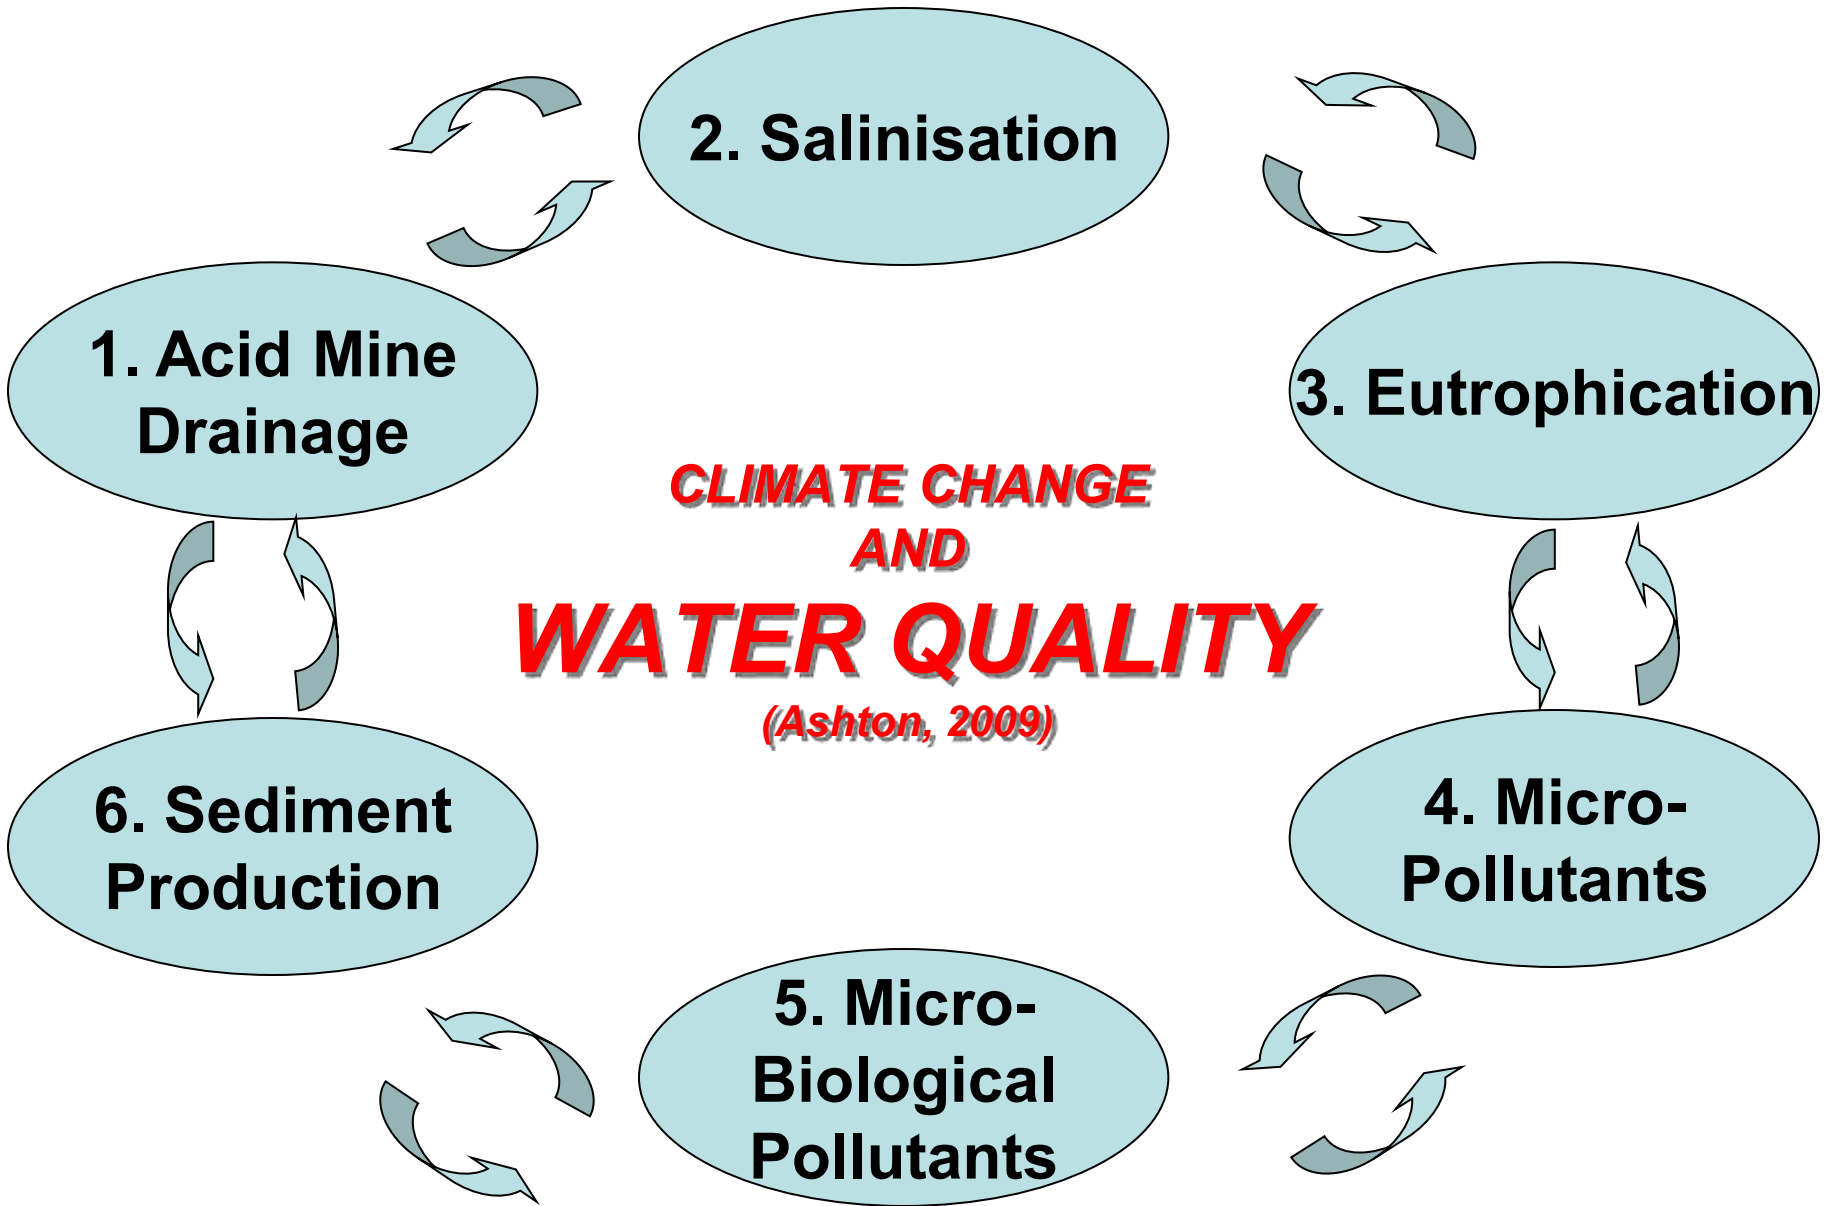 2. Salinisation
1. Acid Mine
Drainage
3. Eutrophication
CLIMATE CHANGE
AND
WATER QUALITY
(Ashton, 2009)
6. Sediment
Production
4. Micro-
Pollutants
5. Micro-
Biological
Pollutants